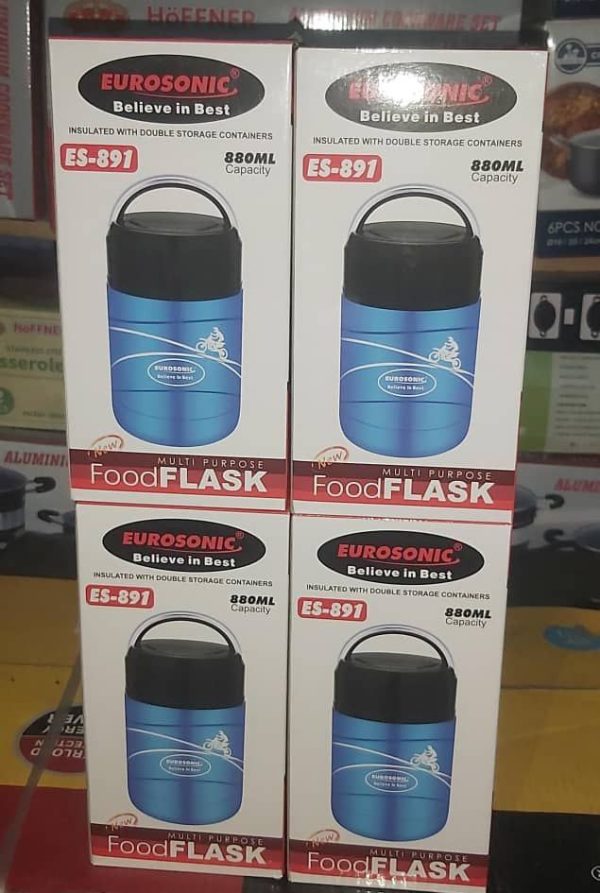 HöFFNER
EUROSONIC®
Believe in Best
INSULATED WITH DOUBLE STORAGE CONTAINERS
ES-891
880ML
Capacity
EUROSONIC
Believe in Best
New
MULTI PURPOSE
FoodFLASK
EUROSONIC®
Believe in Best
INSULATED WITH DOUBLE STORAGE CONTAINERS
ES-891
880ML
Capacity
EUROSONIC
Believe in Best
New
MULTI PURPOSE
FoodFLASK
EUROSONIC®
Believe in Best
INSULATED WITH DOUBLE STORAGE CONTAINERS
ES-891
880ML
Capacity
EUROSONIC
Believe in Best
New
MULTI PURPOSE
FoodFLASK
EUROSONIC®
Believe in Best
INSULATED WITH DOUBLE STORAGE CONTAINERS
ES-891
880ML
Capacity
EUROSONIC
Believe in Best
New
MULTI PURPOSE
FoodFLASK
6PCS